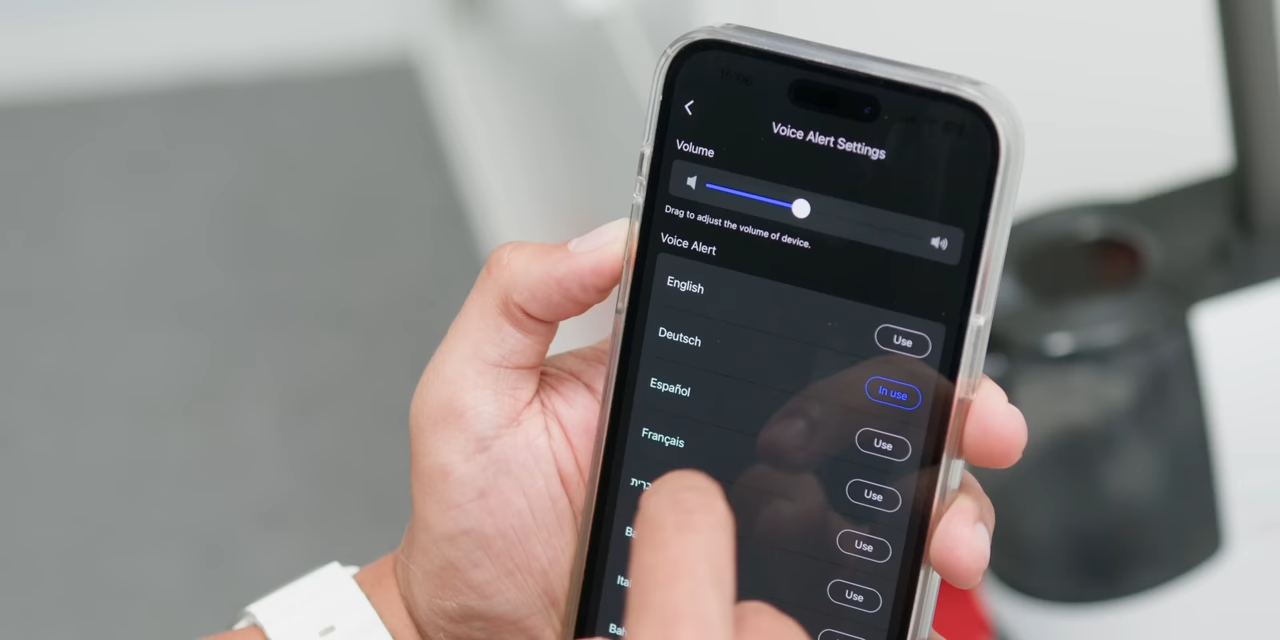 Voice Alert Settings
Volume
Drag to adjust the volume of device.
Voice Alert
English
Use
Deutsch
In use
Español
Use
Français
Use
Use
Use